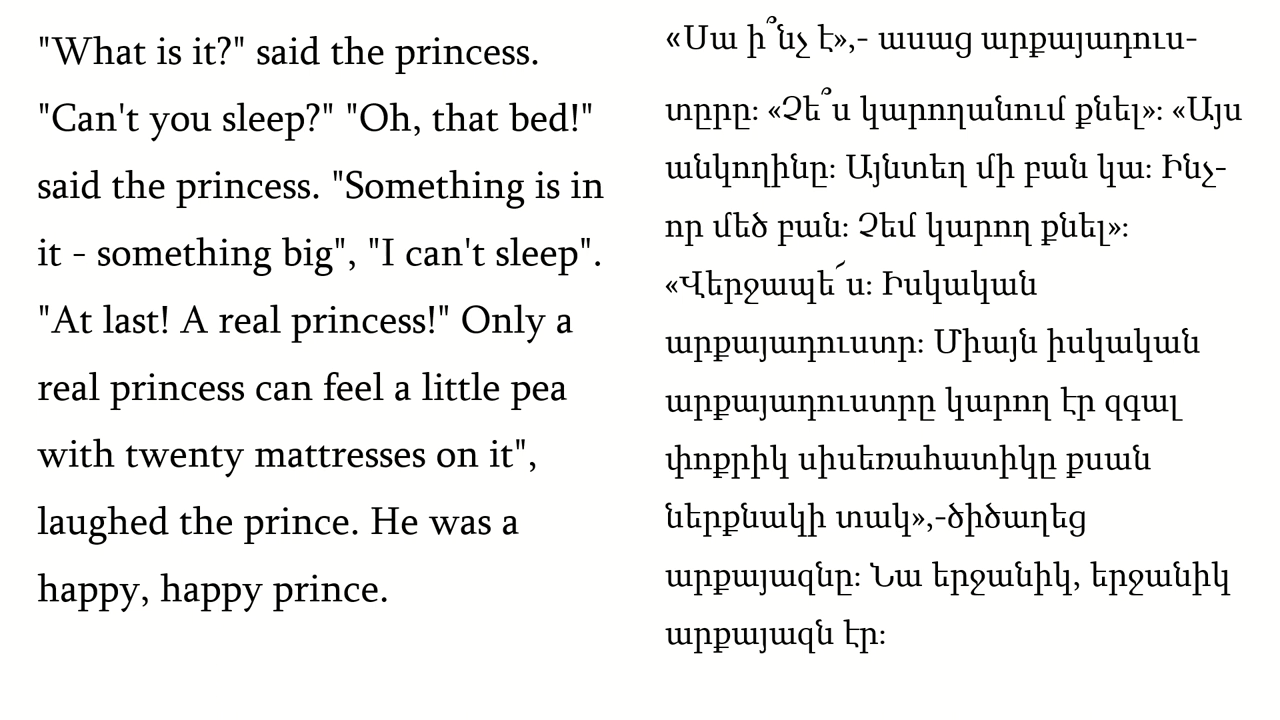 "What is it?" said the princess.
"Can't you sleep?" "Oh, that bed!"
said the princess. "Something is in
it - something big", "I can't sleep".
"At last! A real princess!" Only a
real princess can feel a little pea
with twenty mattresses on it",
laughed the prince. He was a
happy, happy prince.
«Սա ի՞նչ է»,- ասաց արքայադուս-
տըրը: «Չե՞ս կարողանում քնել»: «Այս
անկողինը: Այնտեղ մի բան կա: Ինչ-
որ մեծ բան: Չեմ կարող քնել»:
«Վերջապե՛ս: Իսկական
արքայադուստր: Միայն իսկական
արքայադուստրը կարող էր զգալ
փոքրիկ սիսեռահատիկը քսան
ներքնակի տակ»,-ծիծաղեց
արքայազնը: Նա երջանիկ, երջանիկ
արքայազն էր: